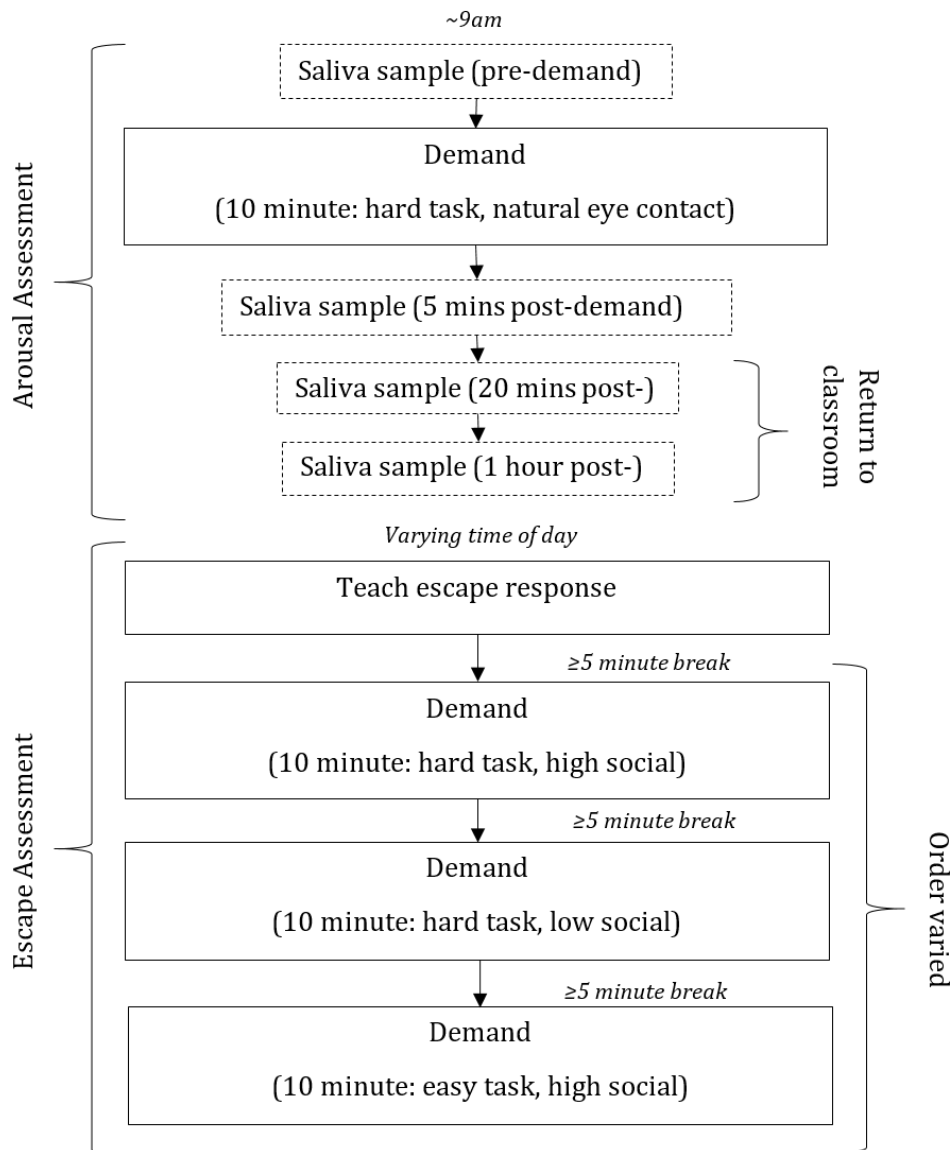 ~9am
Saliva sample (pre-demand)
Demand
(10 minute: hard task, natural eye contact)
Saliva sample (5 mins post-demand)
Saliva sample (20 mins post-)
Saliva sample (1 hour post-)
Arousal Assessment
Return to
classroom
Varying time of day
Teach escape response
≥5 minute break
Demand
(10 minute: hard task, high social)
≥5 minute break
Demand
(10 minute: hard task, low social)
≥5 minute break
Demand
(10 minute: easy task, high social)
Escape Assessment
Order varied